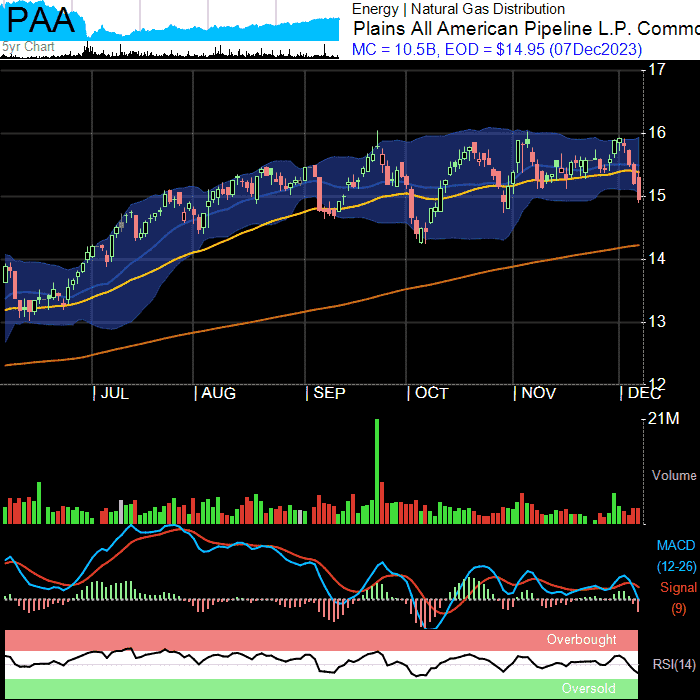 PAA
5yr Chart
Energy | Natural Gas Distribution
Plains All American Pipeline L.P. Commo
MC = 10.5B, EOD = $14.95 (07Dec2023)
17
16
15
14
13
12
JUL AUG SEP OCT NOV DEC
21M
Volume
MACD
(12-26)
Signal
(9)
Overbought
RSI(14)
Oversold